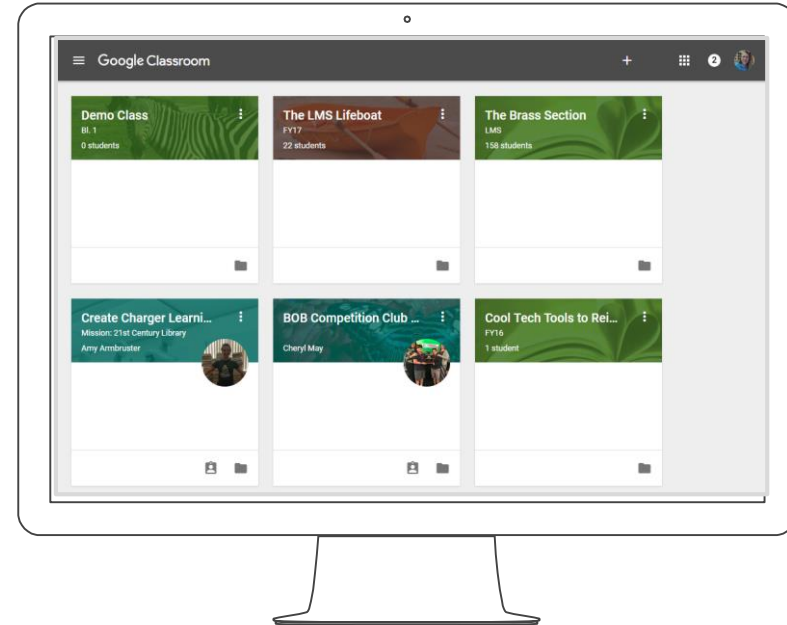 Google Classroom
2
Demo Class
Bl. 1
0 students
The LMS Lifeboat
FY17
22 students
The Brass Section
LMS
158 students
Create Charger Learni...
Mission: 21st Century Library
Amy Armbruster
BOB Competition Club ...
Cheryl May
Cool Tech Tools to Rei...
FY16
1 student